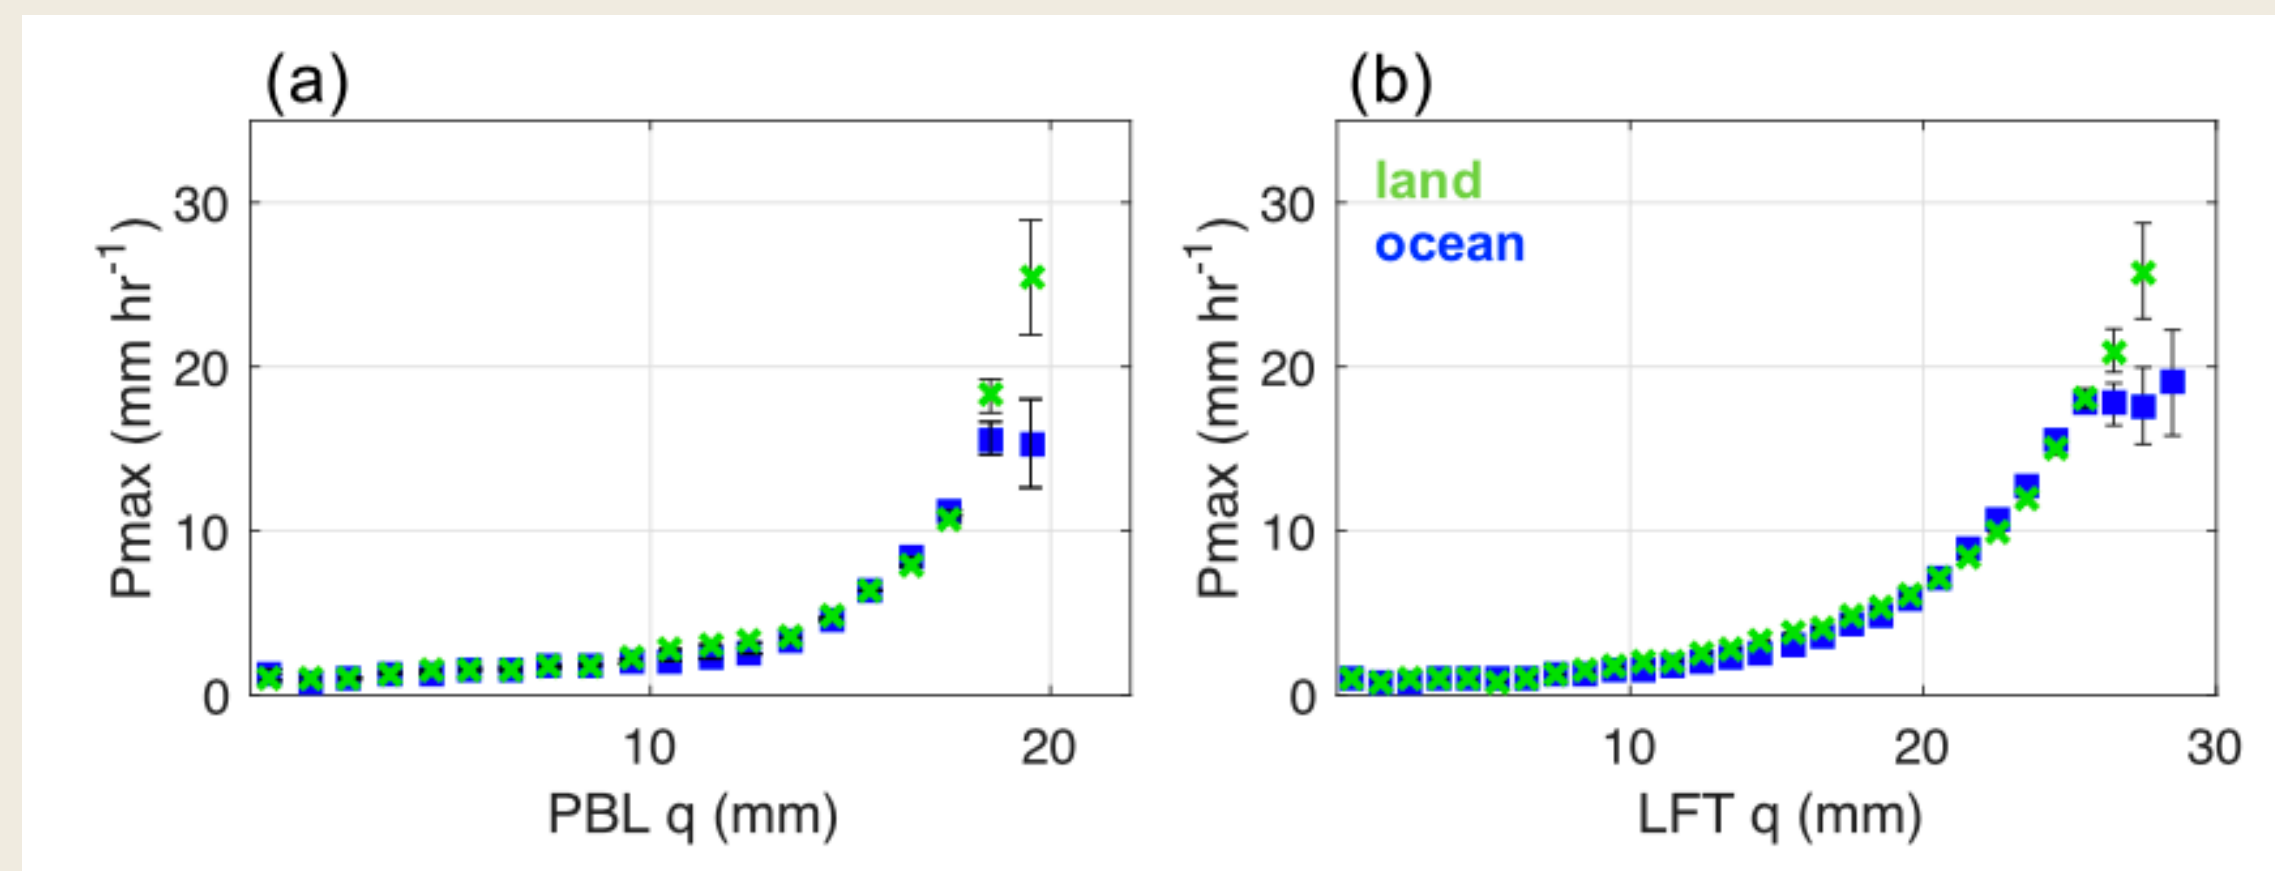 (a)
30
20
10
0
Pmax (mm hr-1)
10 20
PBL q (mm)
(b)
land
ocean
30
20
10
0
Pmax (mm hr-1)
10 20 30
LFT q (mm)